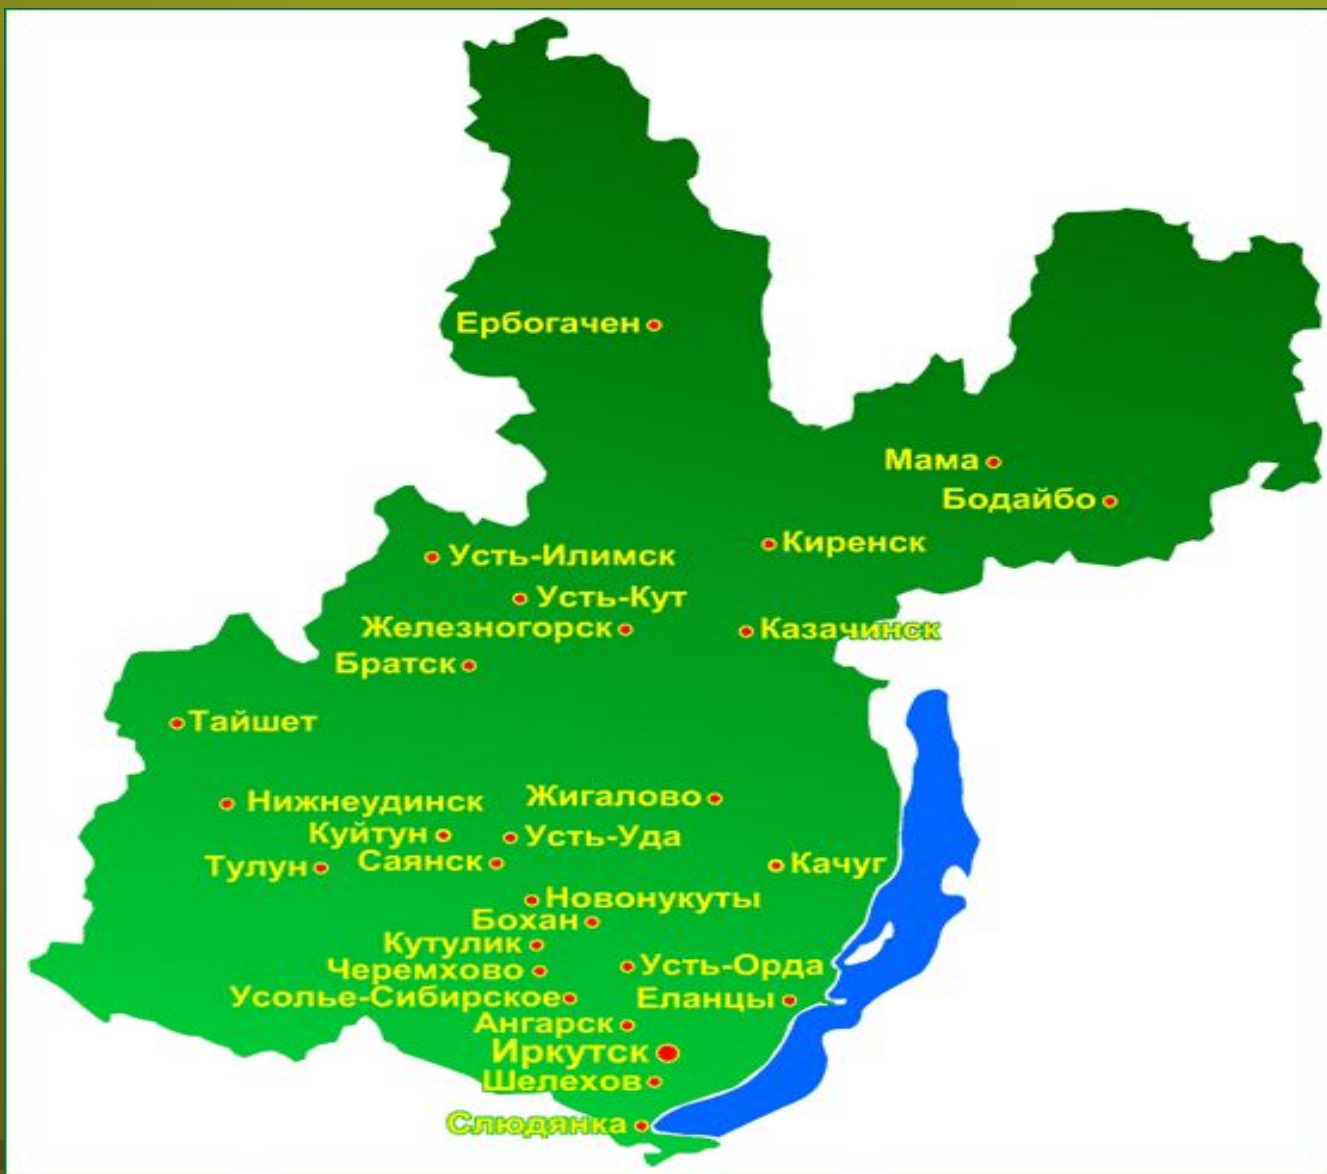 Ербогачен
Мама
Бодайбо
Киренск
Усть-Илимск
Усть-Кут
Железногорск
Казачинск
Братск
Тайшет
Жигалово
Нижнеудинск
Куйтун
Усть-Уда
Саянск
Качуг
Тулун
Новонукуты
Бохан
Кутулик
Усть-Орда
Черемхово
Усолье-Сибирское
Еланцы
Ангарск
Иркутск
Шелехов
Слюдянка